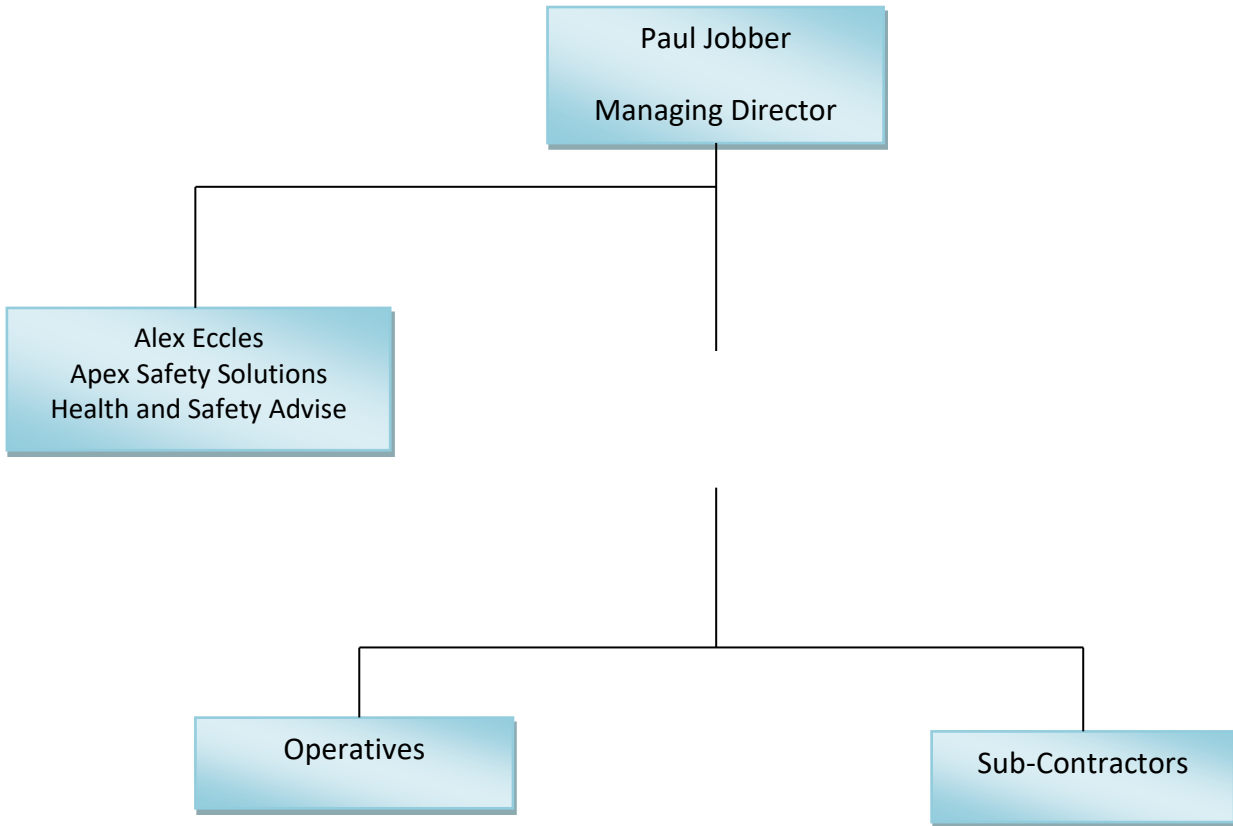 Paul Jobber
Managing Director
Alex Eccles
Apex Safety Solutions
Health and Safety Advise
Operatives
Sub-Contractors